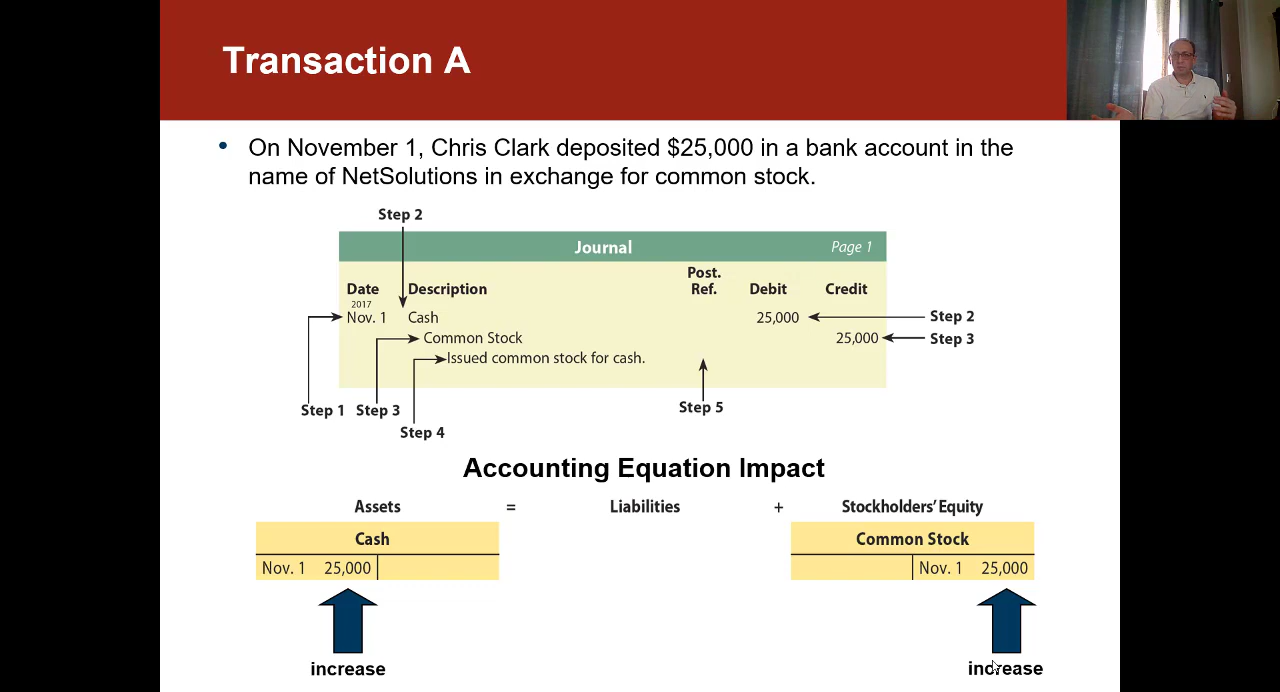 Transaction A
• On November 1, Chris Clark deposited $25,000 in a bank account in the
name of NetSolutions in exchange for common stock.
Step 2
Journal Page 1
Post.
Date Description Ref. Debit Credit
2017
Nov. 1 Cash 25,000 Step 2
Common Stock 25,000 Step 3
Issued common stock for cash.
Step 1 Step 3 Step 5
Step 4
Accounting Equation Impact
Assets = Liabilities + Stockholders' Equity
Cash Common Stock
Nov. 1 25,000 Nov. 1 25,000
increase increase